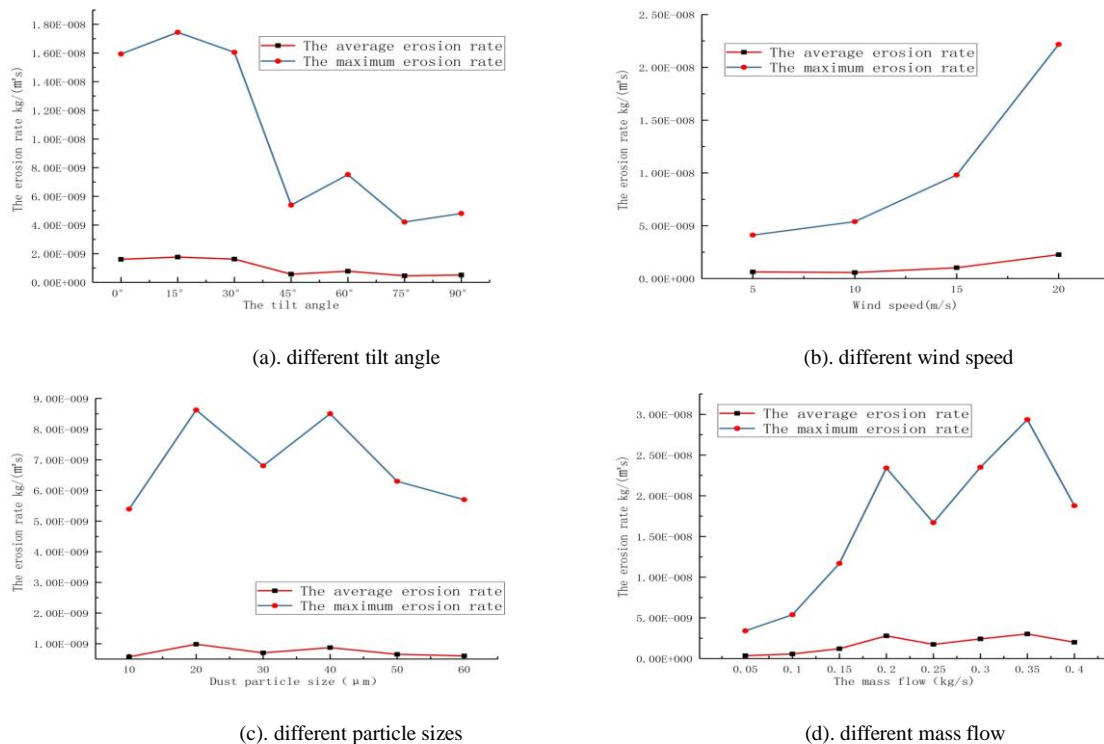 1.80E-008
1.60E-008
1.40E-008
1.20E-008
1.00E-008
8.00E-009
6.00E-009
4.00E-009
2.00E-009
0.00E+000
The erosion rate kg/(m²s)
The average erosion rate
The maximum erosion rate
0° 15° 30° 45° 60° 75° 90°
The tilt angle
(a). different tilt angle
2.50E-008
2.00E-008
1.50E-008
1.00E-008
5.00E-009
0.00E+000
The erosion rate kg/(m²s)
The average erosion rate
The maximum erosion rate
5 10 15 20
Wind speed(m/s)
(b). different wind speed
9.00E-009
8.00E-009
7.00E-009
6.00E-009
5.00E-009
4.00E-009
3.00E-009
2.00E-009
1.00E-009
The erosion rate kg/(m²s)
The average erosion rate
The maximum erosion rate
10 20 30 40 50 60
Dust particle size (μm)
(c). different particle sizes
3.00E-008
2.50E-008
2.00E-008
1.50E-008
1.00E-008
5.00E-009
0.00E+000
The erosion rate kg/(m²s)
The average erosion rate
The maximum erosion rate
0.05 0.1 0.15 0.2 0.25 0.3 0.35 0.4
The mass flow (kg/s)
(d). different mass flow